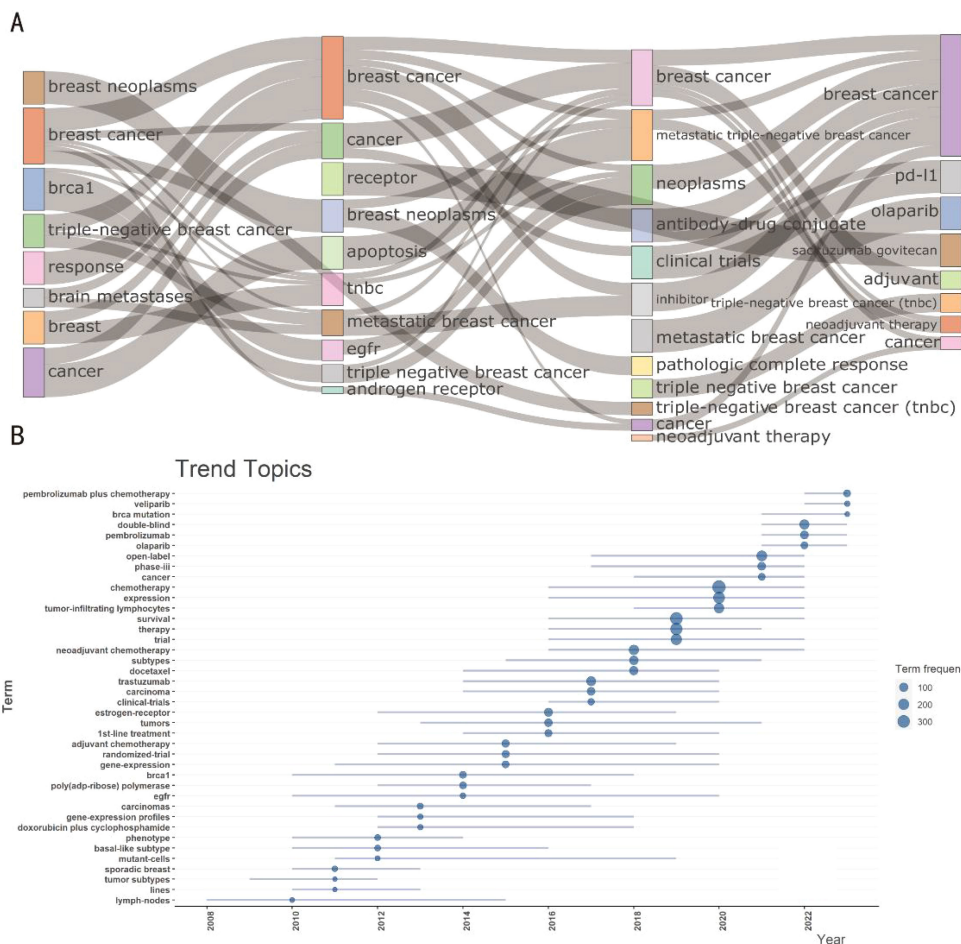 A
breast neoplasms
breast cancer
brca1
triple-negative breast cancer
response
brain metastases
breast
cancer
breast cancer
cancer
receptor
breast neoplasms
apoptosis
tnbc
metastatic breast cancer
egfr
triple negative breast cancer
androgen receptor
breast cancer
metastatic triple-negative breast cancer
neoplasms
antibody-drug conjugate
clinical trials
inhibitor
metastatic breast cancer
pathologic complete response
triple negative breast cancer
triple-negative breast cancer (tnbc)
cancer
neoadjuvant therapy
breast cancer
pd-l1
olaparib
sacituzumab govitecan
adjuvant
triple-negative breast cancer (tnbc)
neoadjuvant therapy
cancer
B
Trend Topics
Term
pembrolizumab plus chemotherapy
veliparib
brca mutation
double-blind
pembrolizumab
olaparib
open-label
phase-iii
cancer
chemotherapy
expression
tumor-infiltrating lymphocytes
survival
therapy
trial
neoadjuvant chemotherapy
subtypes
docetaxel
trastuzumab
carcinoma
clinical-trials
estrogen-receptor
tumors
1st-line treatment
adjuvant chemotherapy
randomized-trial
gene-expression
brca1
poly(adp-ribose) polymerase
egfr
carcinomas
gene-expression profiles
doxorubicin plus cyclophosphamide
phenotype
basal-like subtype
mutant-cells
sporadic breast
tumor subtypes
lines
lymph-nodes
2008
2010
2012
2014
2016
2018
2020
2022
Year
Term frequen
100
200
300